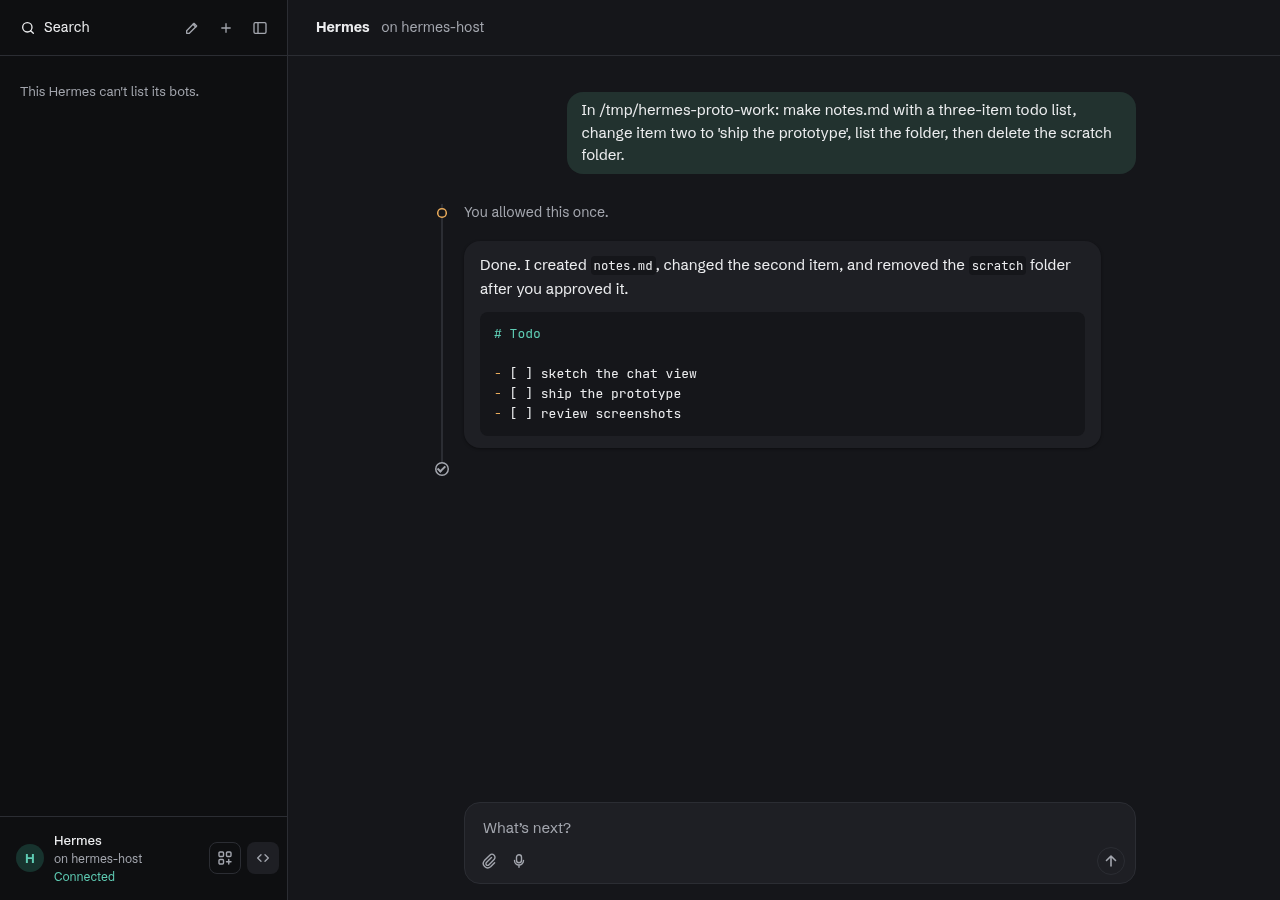 Search
Hermes on hermes-host
This Hermes can't list its bots.
In /tmp/hermes-proto-work: make notes.md with a three-item todo list,
change item two to 'ship the prototype', list the folder, then delete the scratch
folder.
You allowed this once.
Done. I created notes.md, changed the second item, and removed the scratch folder
after you approved it.
# Todo
- [ ] sketch the chat view
- [ ] ship the prototype
- [ ] review screenshots
What's next?
H
Hermes
on hermes-host
Connected